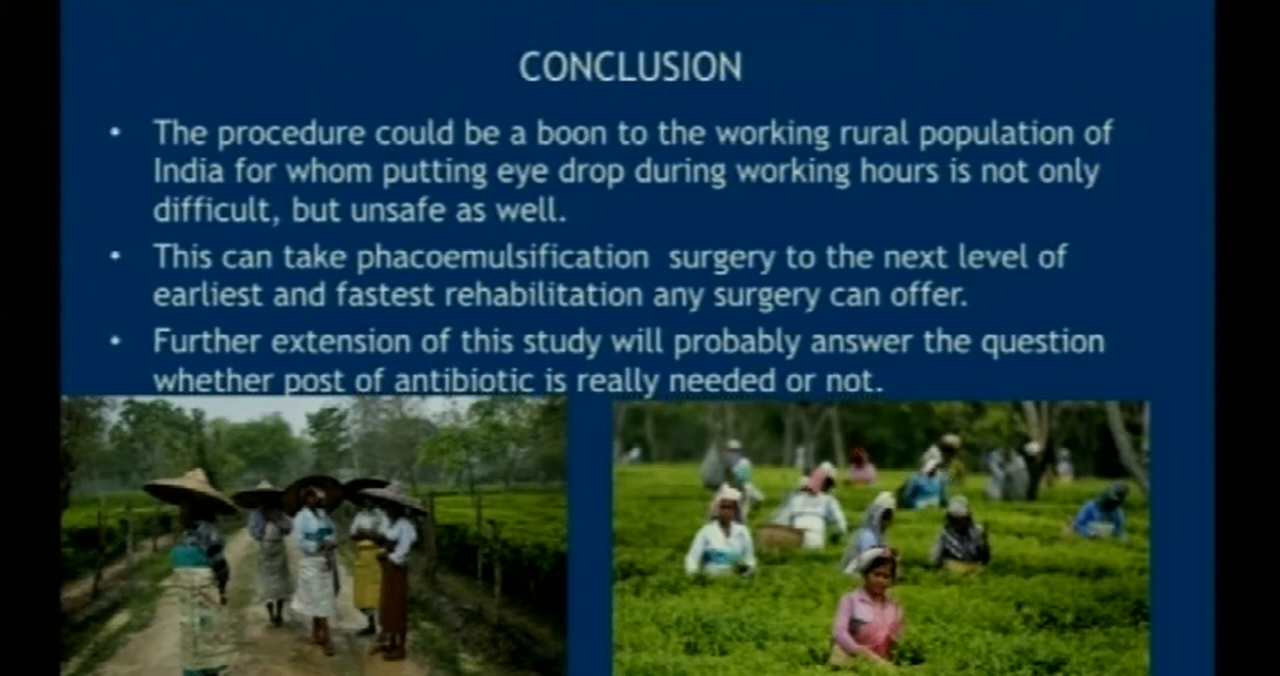 CONCLUSION
• The procedure could be a boon to the working rural population of
India for whom putting eye drop during working hours is not only
difficult, but unsafe as well.
• This can take phacoemulsification surgery to the next level of
earliest and fastest rehabilitation any surgery can offer.
• Further extension of this study will probably answer the question
whether post of antibiotic is really needed or not.